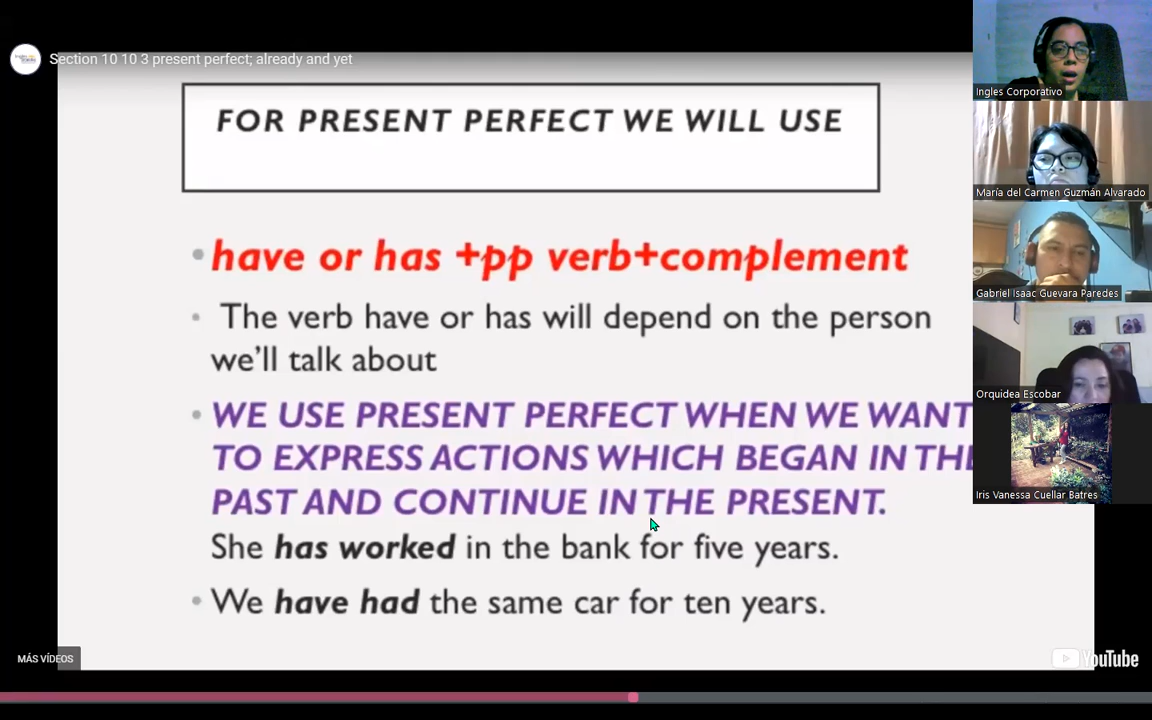 Section 10 10 3 present perfect; already and yet
FOR PRESENT PERFECT WE WILL USE
• have or has +pp verb+complement
• The verb have or has will depend on the person
we'll talk about
• WE USE PRESENT PERFECT WHEN WE WANT
TO EXPRESS ACTIONS WHICH BEGAN IN THE
PAST AND CONTINUE IN THE PRESENT.
She has worked in the bank for five years.
• We have had the same car for ten years.
MÁS VÍDEOS
YouTube
Ingles Corporativo
María del Carmen Guzmán Alvarado
Gabriel Isaac Guevara Paredes
Orquidea Escobar
Iris Vanessa Cuellar Batres